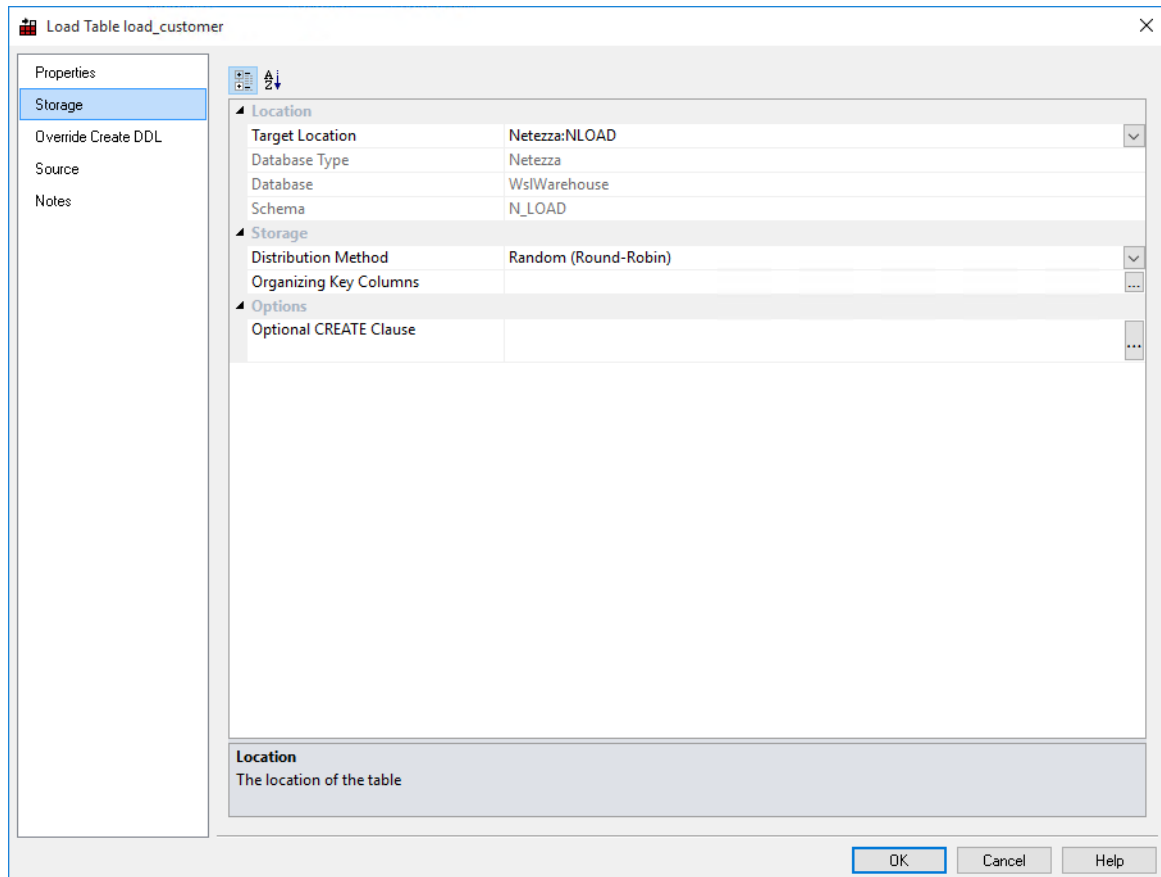 Load Table load_customer
Properties
Storage
Override Create DDL
Source
Notes
Location
Target Location Netezza:NLOAD
Database Type Netezza
Database WslWarehouse
Schema N_LOAD
Storage
Distribution Method Random (Round-Robin)
Organizing Key Columns ...
Options
Optional CREATE Clause ...
Location
The location of the table
OK Cancel Help